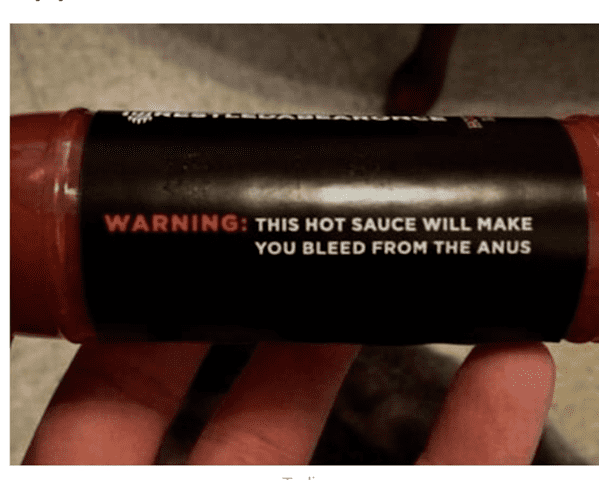 WARNING: THIS HOT SAUCE WILL MAKE
YOU BLEED FROM THE ANUS